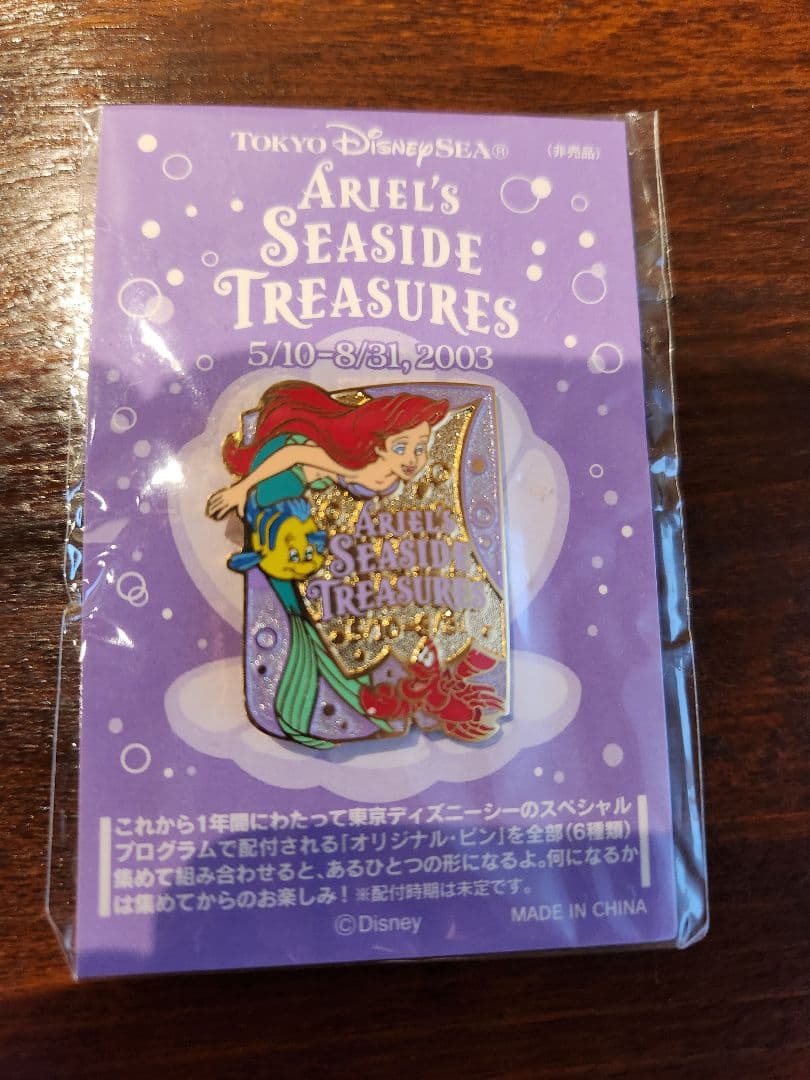 TOKYO DISNEYSEA®
(非売品)
ARIEL'S
SEASIDE
TREASURES
5/10-8/31, 2003
ARIEL'S
SEASIDE
TREASURES
5/10-8/31
これから1年間にわたって東京ディズニーシーのスペシャル
プログラムで配付される「オリジナル・ピン」を全部(6種類)
集めて組み合わせると、あるひとつの形になるよ。何になるか
は集めてからのお楽しみ!※配付時期は未定です。
©Disney
MADE IN CHINA